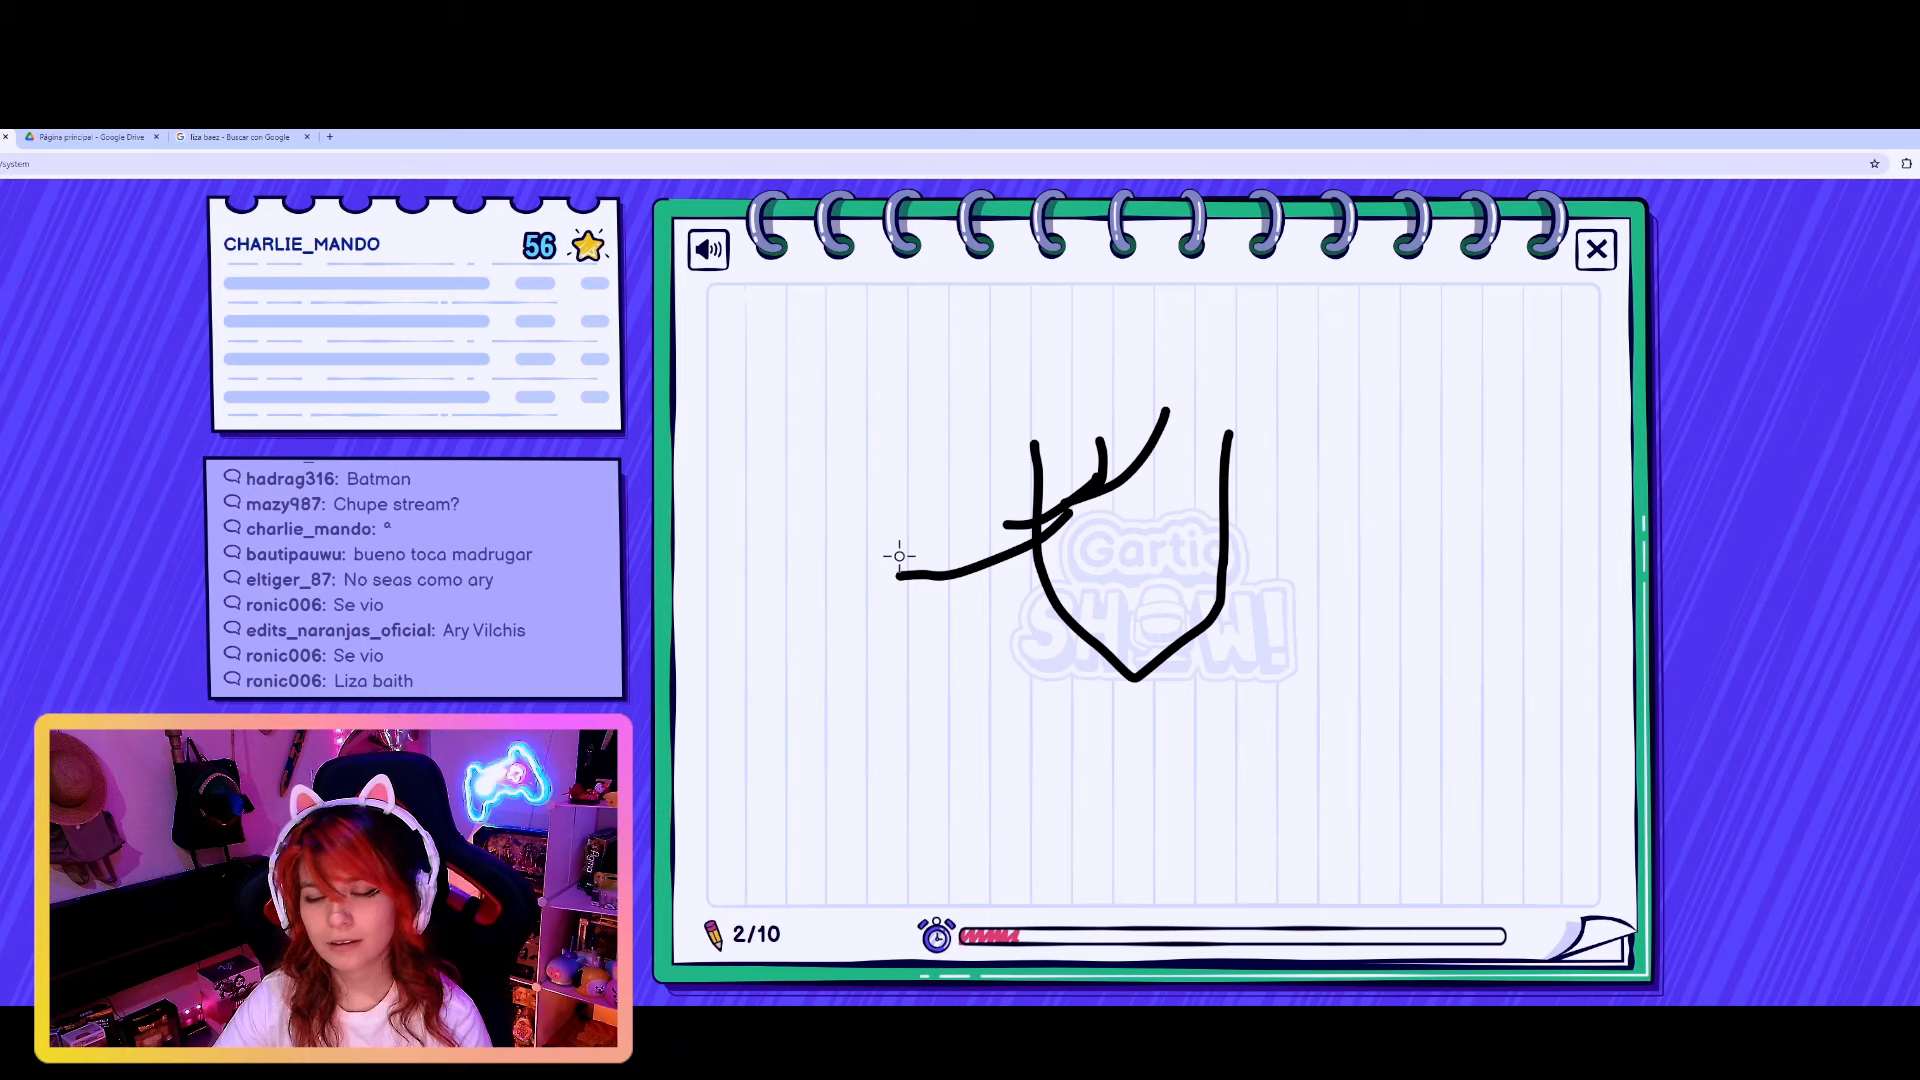 Página principal - Google Drive
liza baez - Buscar con Google
/system
CHARLIE_MANDO 56
hadrag316: Batman
mazy987: Chupe stream?
charlie_mando: ª
bautipauwu: bueno toca madrugar
eltiger_87: No seas como ary
ronic006: Se vio
edits_naranjas_oficial: Ary Vilchis
ronic006: Se vio
ronic006: Liza baith
Gartic
SHOW!
2/10